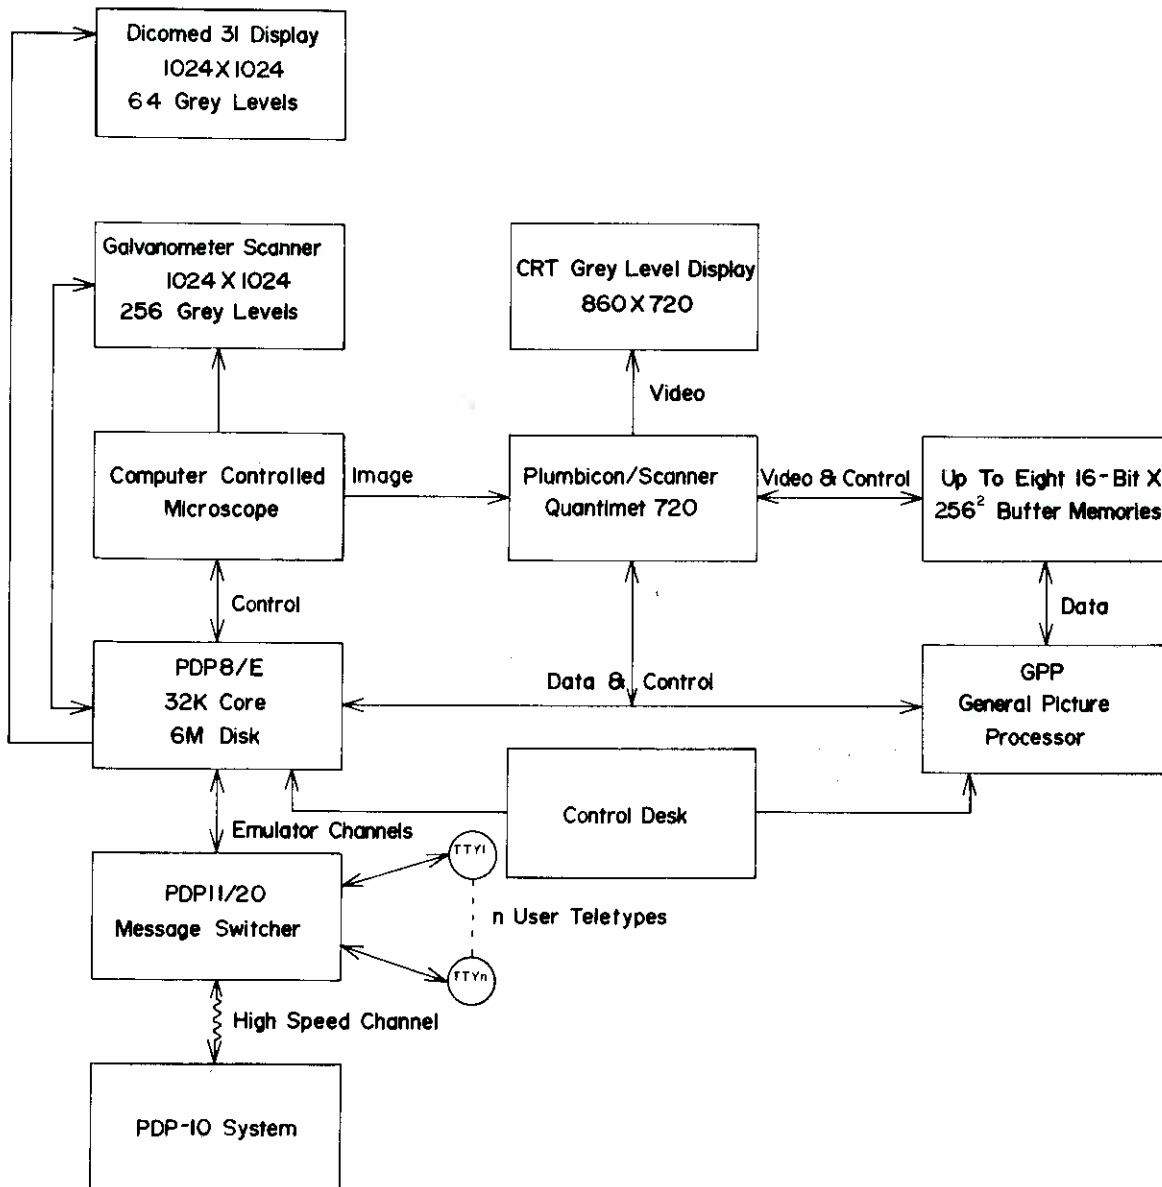 Dicomed 31 Display
1024X1024
64 Grey Levels
Galvanometer Scanner
1024 X 1024
256 Grey Levels
CRT Grey Level Display
860X720
Video
Computer Controlled
Microscope
Image
Plumbicon/Scanner
Quantimet 720
Video & Control
Up To Eight 16-Bit X
256² Buffer Memories
Control
Data
PDP8/E
32K Core
6M Disk
Data & Control
GPP
General Picture
Processor
Control Desk
Emulator Channels
PDP11/20
Message Switcher
TTY1
n User Teletypes
TTYn
High Speed Channel
PDP-10 System